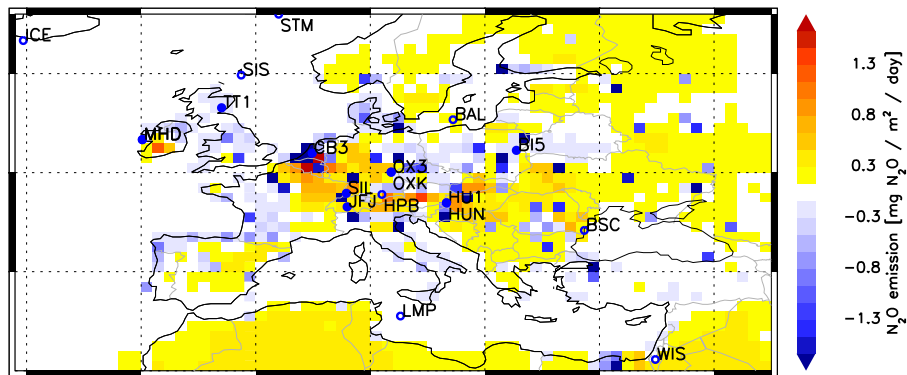 STM
ICE
SIS
TT1
BAL
MHD
CB3
BI5
OX3
OXK
SIL
JFJ
HPB
HU1
HUN
BSC
LMP
WIS
1.3
0.8
0.3
−0.3
−0.8
−1.3
N₂O emission [mg N₂O / m² / day]